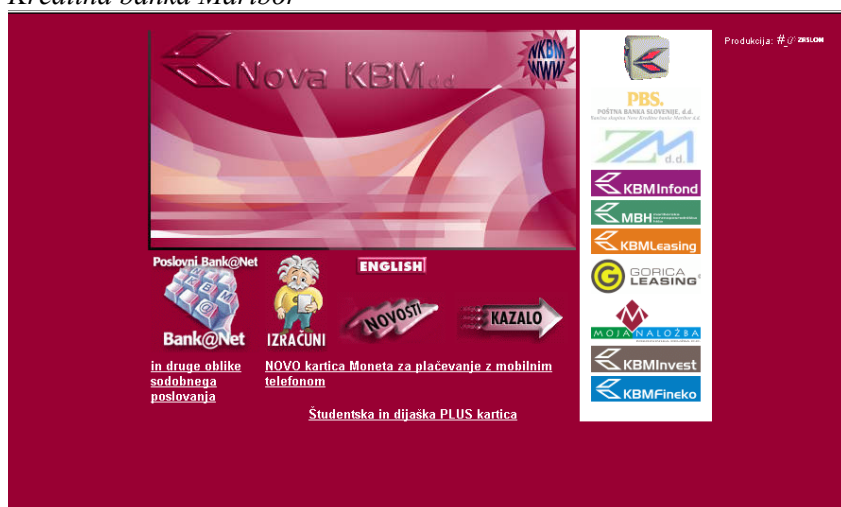 Kreditna banka Maribor
Nova KBM d.d.
NKBM
WWW
Produkcija: # ZASLON
PBS.
POŠTNA BANKA SLOVENIJE, d.d.
ZM
d.d.
KBMInfond
MBH
KBMLeasing
GORICA
LEASING
MOJA NALOŽBA
KBMInvest
KBMFineko
Poslovni Bank@Net
Bank@Net
IZRAČUNI
ENGLISH
NOVOSTI
KAZALO
in druge oblike
sodobnega
poslovanja
NOVO kartica Moneta za plačevanje z mobilnim
telefonom
Študentska in dijaška PLUS kartica